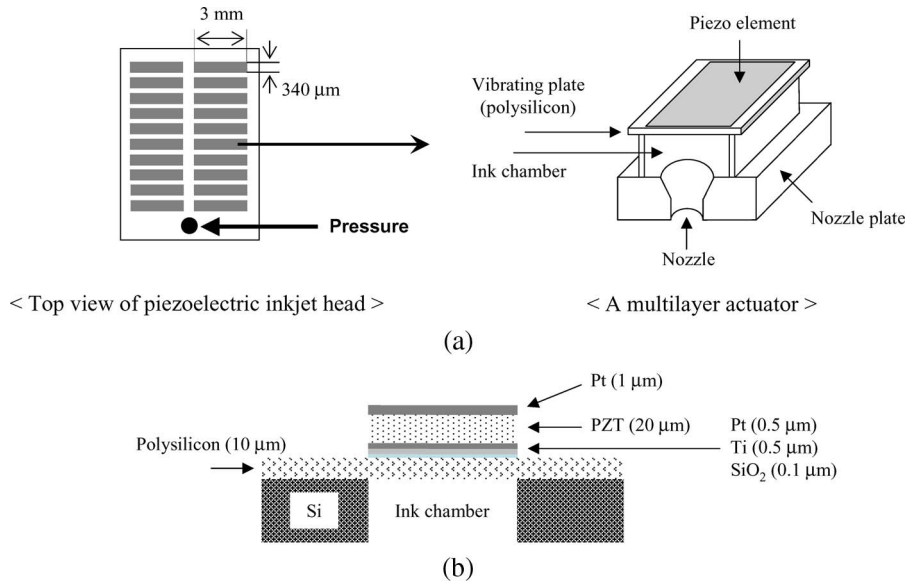 3 mm
340 μm
Pressure
< Top view of piezoelectric inkjet head >
Piezo element
Vibrating plate
(polysilicon)
Ink chamber
Nozzle plate
Nozzle
< A multilayer actuator >
(a)
Pt (1 μm)
PZT (20 μm)
Pt (0.5 μm)
Ti (0.5 μm)
SiO₂ (0.1 μm)
Polysilicon (10 μm)
Si
Ink chamber
(b)